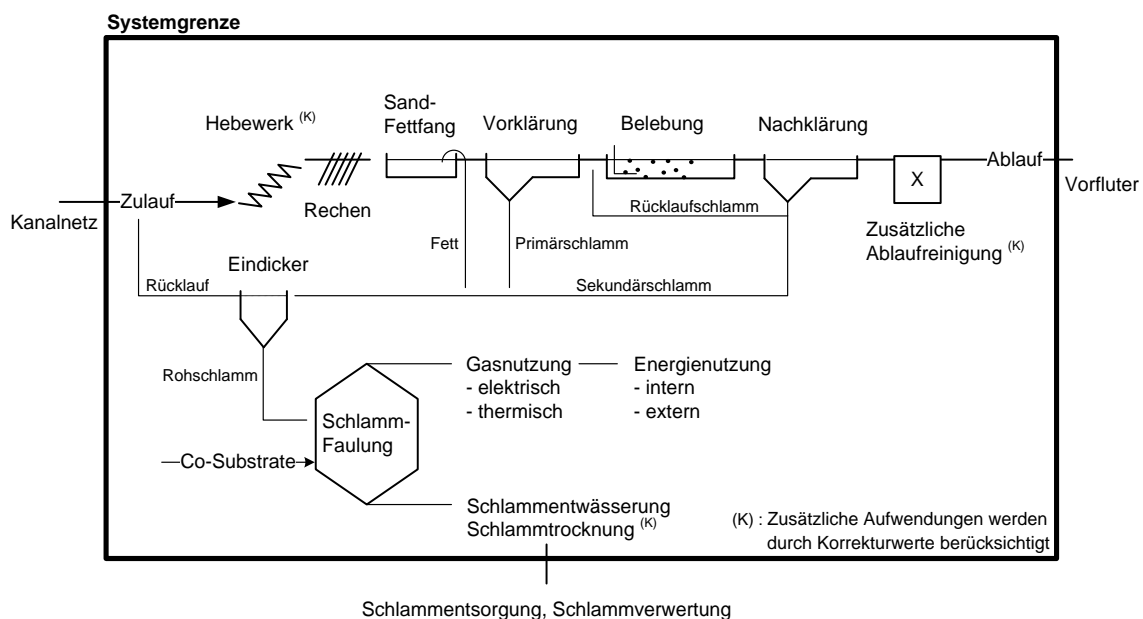 Systemgrenze
Sand-
Fettfang
Hebewerk (K)
Vorklärung
Belebung
Nachklärung
Ablauf
X
Vorfluter
Zulauf
Kanalnetz
Rechen
Rücklaufschlamm
Zusätzliche
Ablaufreinigung (K)
Fett
Primärschlamm
Eindicker
Rücklauf
Sekundärschlamm
Rohschlamm
Gasnutzung
- elektrisch
- thermisch
Energienutzung
- intern
- extern
Schlamm-
Faulung
Co-Substrate
Schlammentwässerung
Schlammtrocknung (K)
(K) : Zusätzliche Aufwendungen werden
durch Korrekturwerte berücksichtigt
Schlammentsorgung, Schlammverwertung